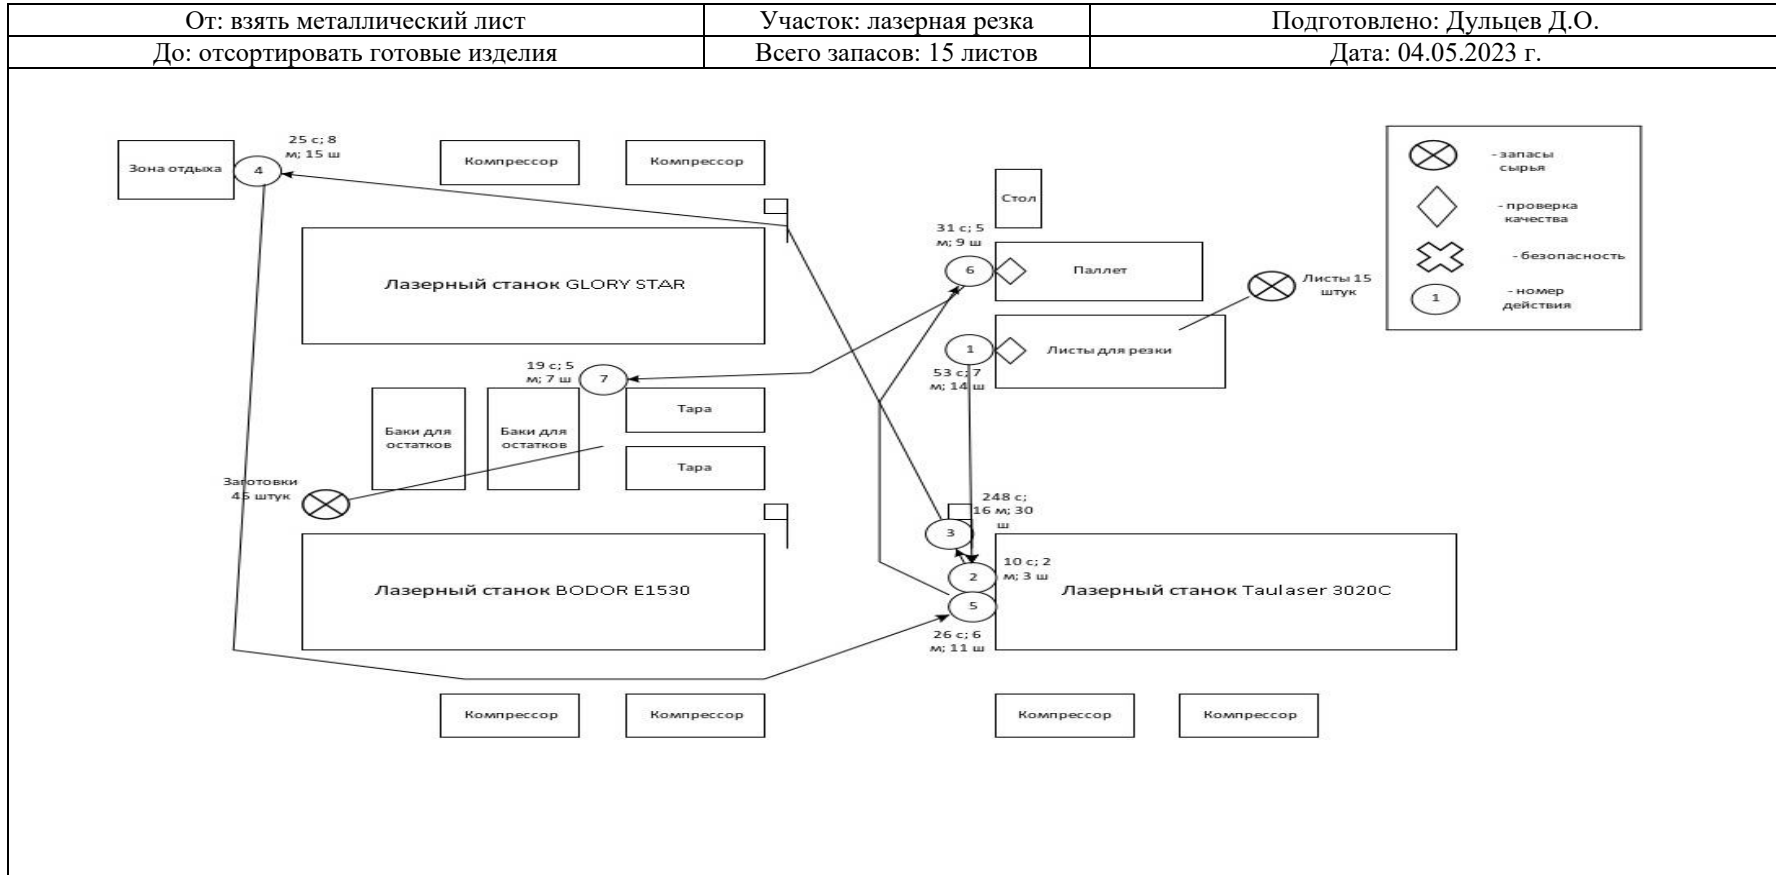 От: взять металлический лист
Участок: лазерная резка
Подготовлено: Дульцев Д.О.
До: отсортировать готовые изделия
Всего запасов: 15 листов
Дата: 04.05.2023 г.
25 с; 8
м; 15 ш
Зона отдыха
4
Компрессор
Компрессор
Стол
- запасы
сырья
- проверка
качества
- безопасность
1
- номер
действия
31 с; 5
м; 9 ш
6
Паллет
Листы 15
штук
Лазерный станок GLORY STAR
1
Листы для резки
53 с; 7
м; 14 ш
19 с; 5
м; 7 ш
7
Баки для
остатков
Баки для
остатков
Тара
Тара
Заготовки
45 штук
248 с;
16 м; 30
ш
3
2
10 с; 2
м; 3 ш
5
26 с; 6
м; 11 ш
Лазерный станок BODOR E1530
Лазерный станок Taulaser 3020C
Компрессор
Компрессор
Компрессор
Компрессор